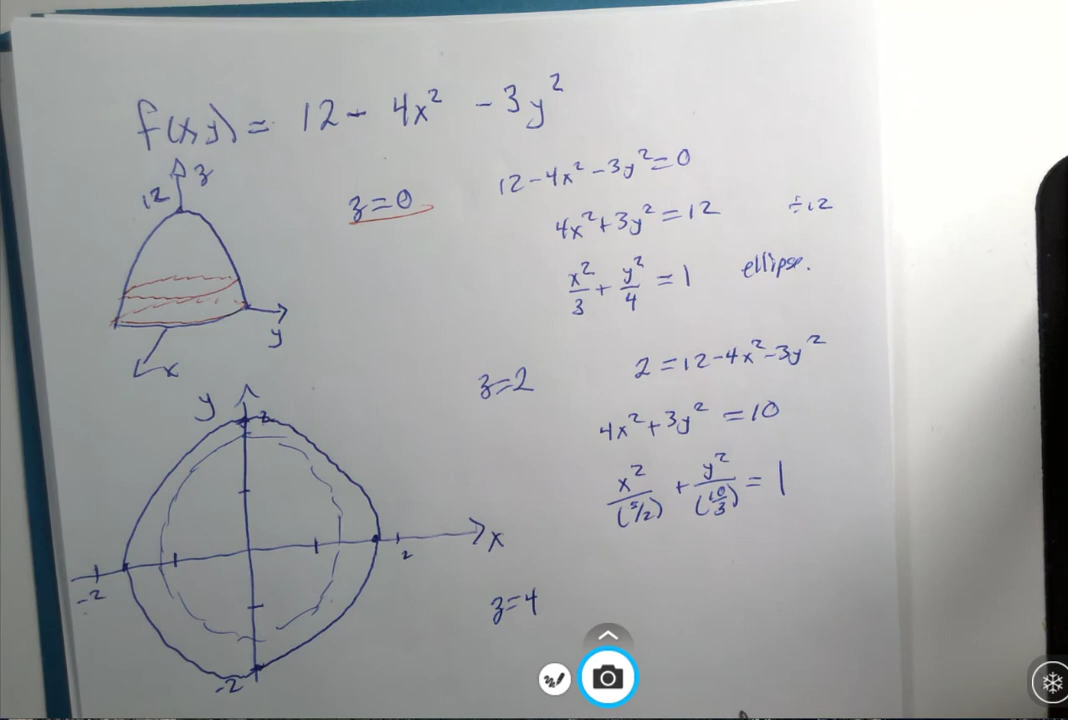 f(x,y) = 12 - 4x² - 3y²
z
12
z=0
12-4x²-3y²=0
4x²+3y²=12 ÷12
x²/3 + y²/4 = 1 ellipse.
y
x
z=2
2=12-4x²-3y²
4x²+3y²=10
x²/(5/2) + y²/(10/3) = 1
y
2
x
2
-2
z=4
-2